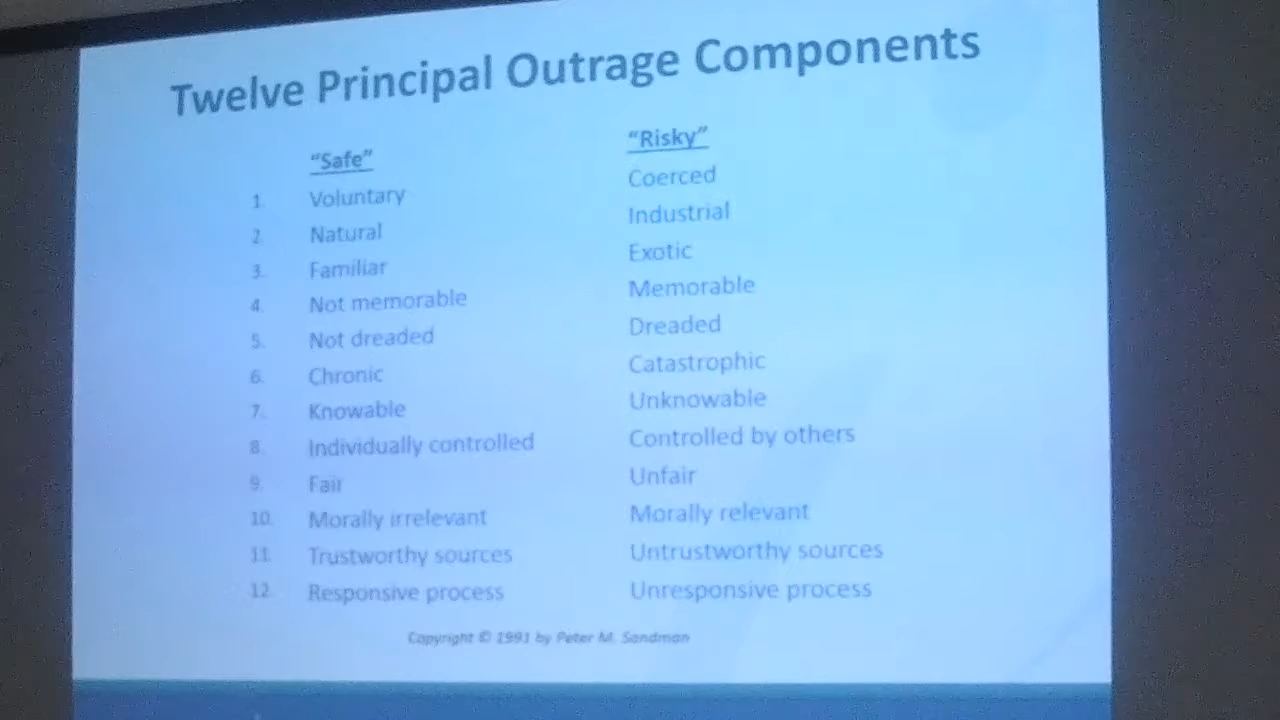 Twelve Principal Outrage Components
"Safe" "Risky"
1. Voluntary Coerced
2. Natural Industrial
3. Familiar Exotic
4. Not memorable Memorable
5. Not dreaded Dreaded
6. Chronic Catastrophic
7. Knowable Unknowable
8. Individually controlled Controlled by others
9. Fair Unfair
10. Morally irrelevant Morally relevant
11. Trustworthy sources Untrustworthy sources
12. Responsive process Unresponsive process
Copyright © 1991 by Peter M. Sandman